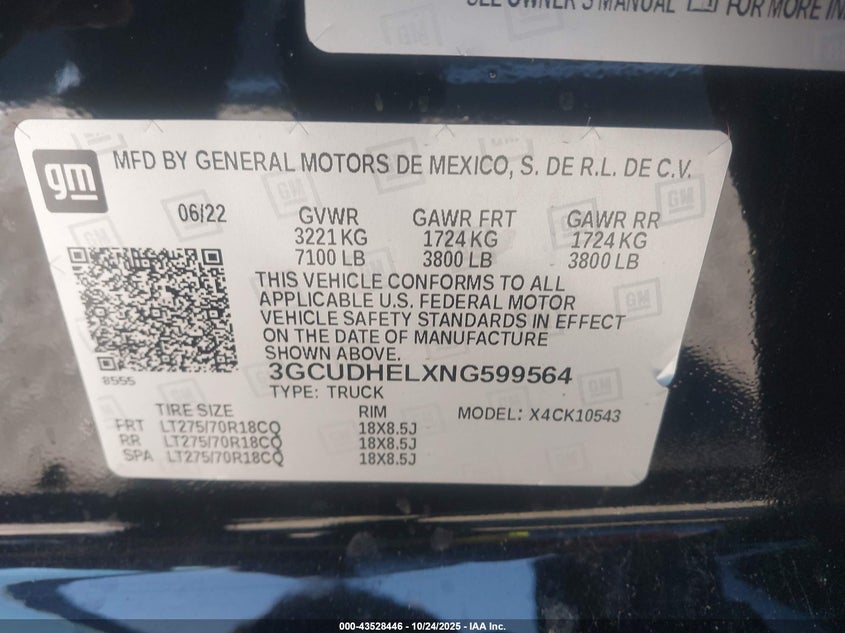 SEE OWNER'S MANUAL FOR MORE IN
gm
MFD BY GENERAL MOTORS DE MEXICO, S. DE R.L. DE C.V.
06/22 GVWR GAWR FRT GAWR RR
3221 KG 1724 KG 1724 KG
7100 LB 3800 LB 3800 LB
THIS VEHICLE CONFORMS TO ALL
APPLICABLE U.S. FEDERAL MOTOR
VEHICLE SAFETY STANDARDS IN EFFECT
ON THE DATE OF MANUFACTURE
SHOWN ABOVE.
8555
3GCUDHELXNG599564
TYPE: TRUCK
TIRE SIZE RIM MODEL: X4CK10543
FRT LT275/70R18CQ 18X8.5J
RR LT275/70R18CQ 18X8.5J
SPA LT275/70R18CQ 18X8.5J
000-43528446 - 10/24/2025 - IAA Inc.